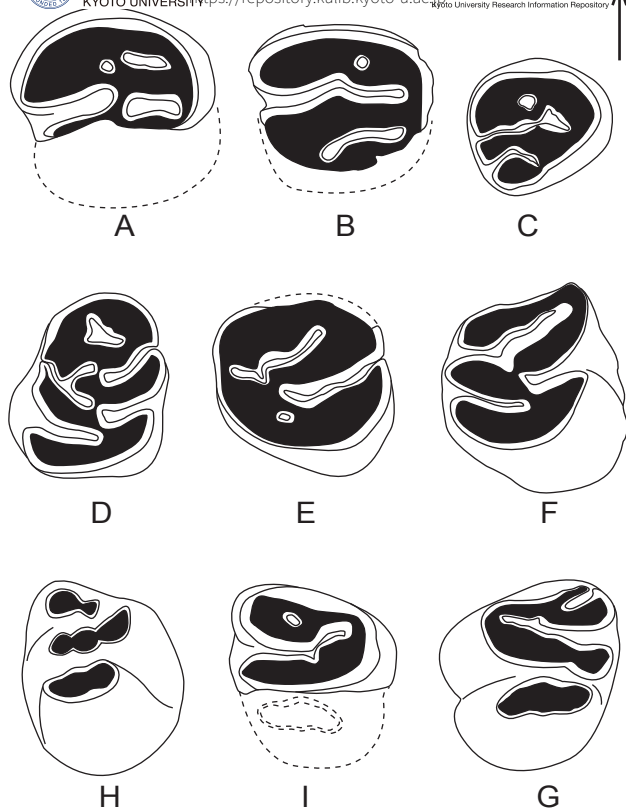 KYOTO UNIVERSITY
Kyoto University Research Information Repository
A B C
D E F
H I G